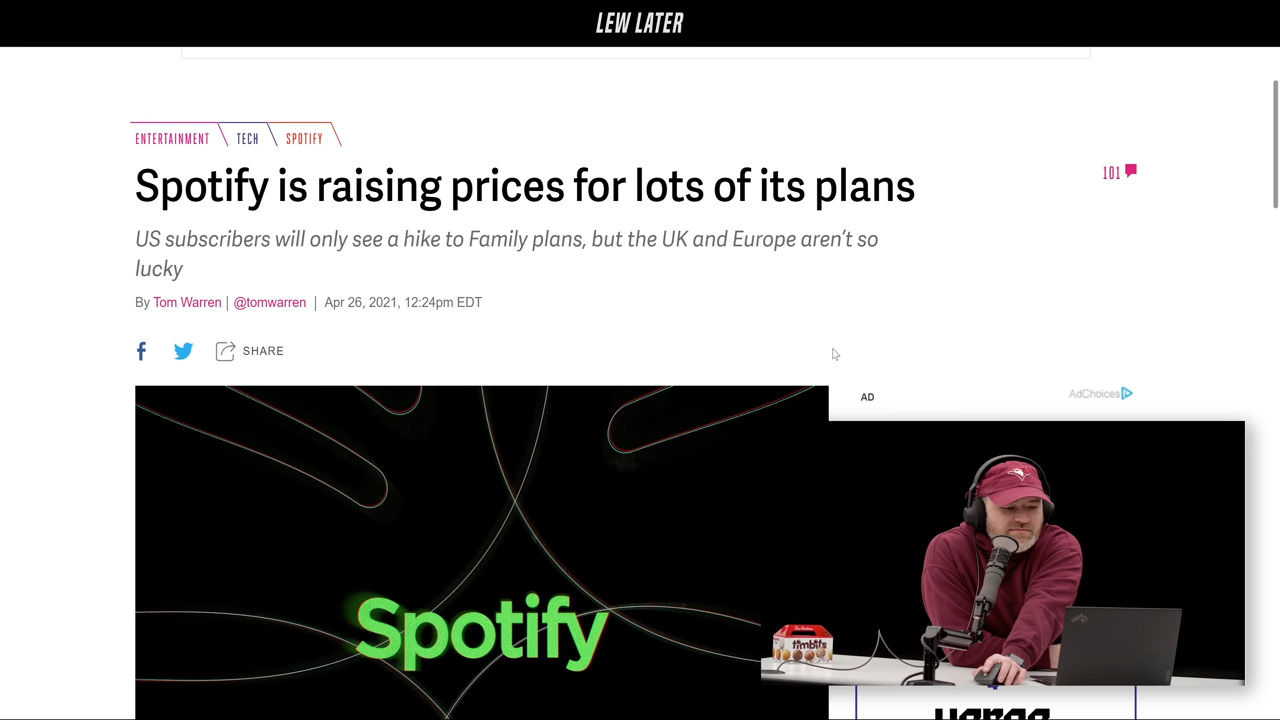 LEW LATER
ENTERTAINMENT
TECH
SPOTIFY
Spotify is raising prices for lots of its plans
101
US subscribers will only see a hike to Family plans, but the UK and Europe aren’t so
lucky
By Tom Warren | @tomwarren | Apr 26, 2021, 12:24pm EDT
SHARE
AD
AdChoices
Spotify
timbits